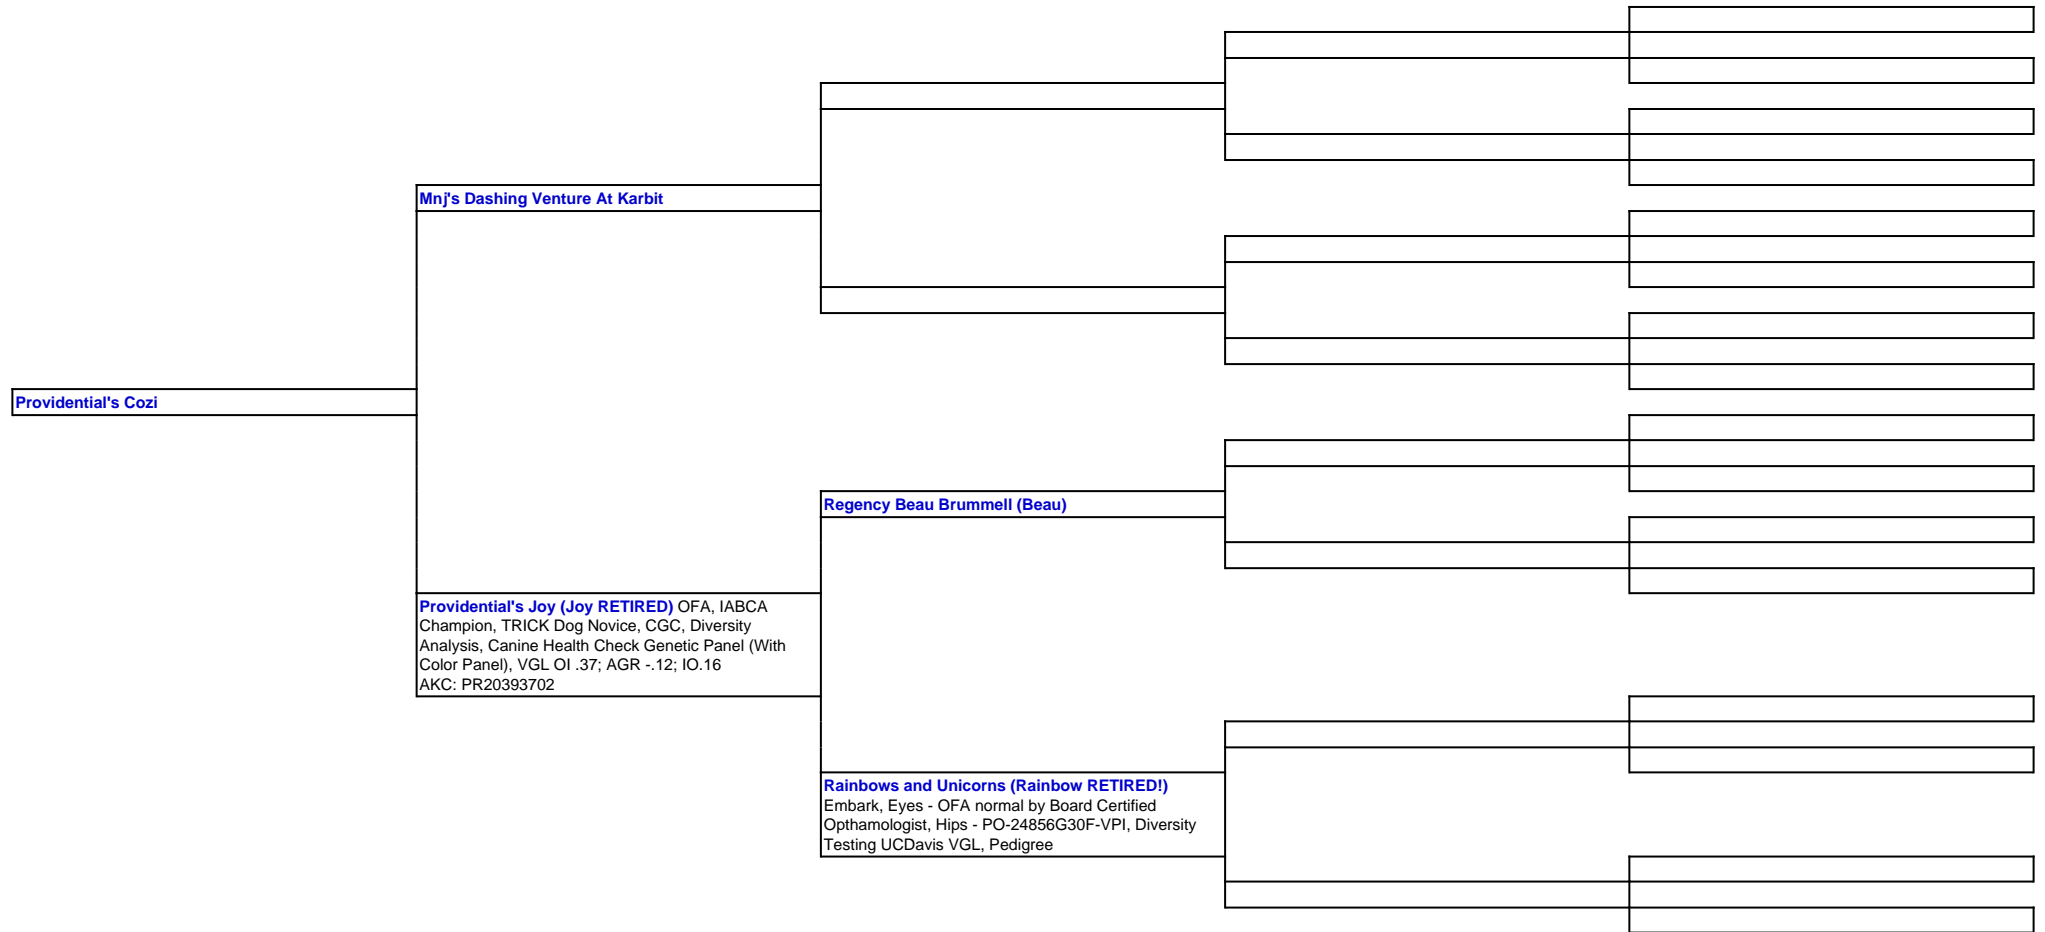 Mnj's Dashing Venture At Karbit
Providential's Cozi
Regency Beau Brummell (Beau)
Providential's Joy (Joy RETIRED) OFA, IABCA
Champion, TRICK Dog Novice, CGC, Diversity
Analysis, Canine Health Check Genetic Panel (With
Color Panel), VGL OI .37; AGR -.12; IO.16
AKC: PR20393702
Rainbows and Unicorns (Rainbow RETIRED!)
Embark, Eyes - OFA normal by Board Certified
Opthamologist, Hips - PO-24856G30F-VPI, Diversity
Testing UCDavis VGL, Pedigree